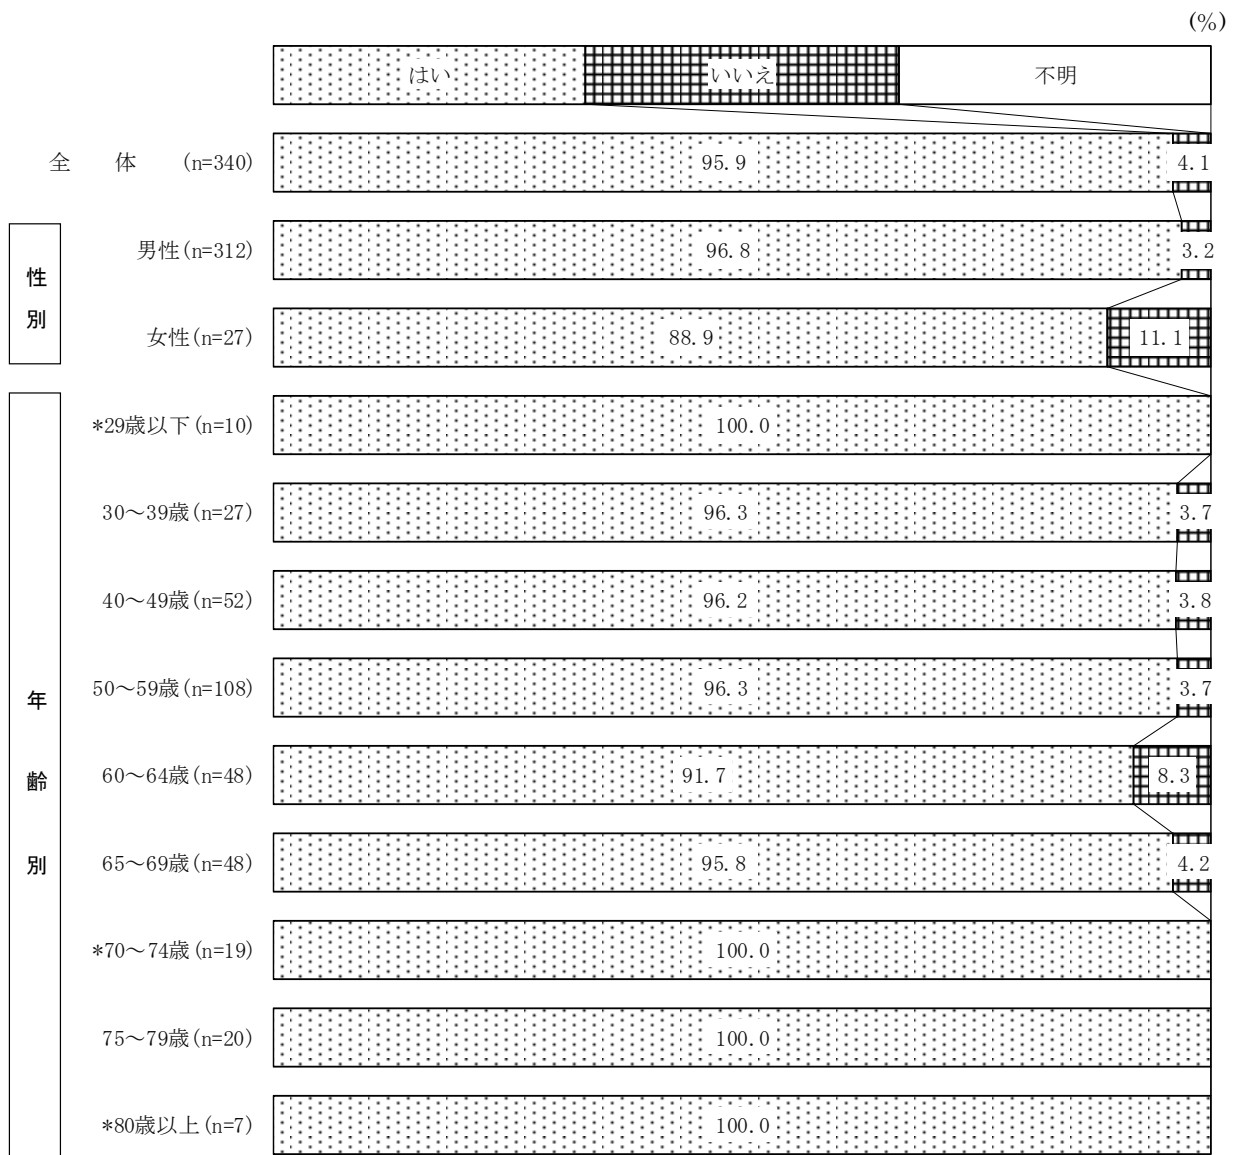 (%)
はい いいえ 不明
全 体 (n=340) 95.9 4.1
性別
男性(n=312) 96.8 3.2
女性(n=27) 88.9 11.1
年齢別
*29歳以下(n=10) 100.0
30～39歳(n=27) 96.3 3.7
40～49歳(n=52) 96.2 3.8
50～59歳(n=108) 96.3 3.7
60～64歳(n=48) 91.7 8.3
65～69歳(n=48) 95.8 4.2
*70～74歳(n=19) 100.0
75～79歳(n=20) 100.0
*80歳以上(n=7) 100.0